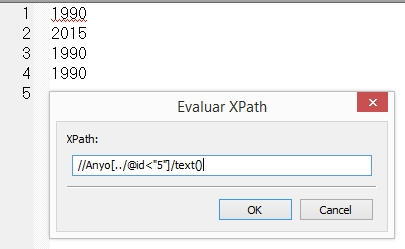 1 1990
2 2015
3 1990
4 1990
5
Evaluar XPath
XPath:
//Anyo[../@id<"5"]/text()
OK Cancel